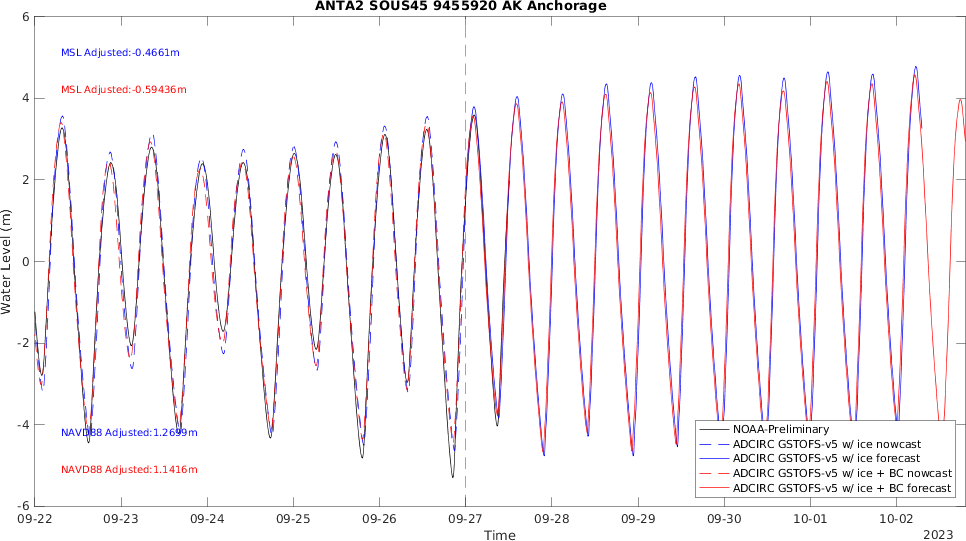 ANTA2 SOUS45 9455920 AK Anchorage
6
MSL Adjusted:-0.4661m
MSL Adjusted:-0.59436m
4
2
0
-2
-4
-6
Water Level (m)
NAVD88 Adjusted:1.2699m
NAVD88 Adjusted:1.1416m
NOAA-Preliminary
ADCIRC GSTOFS-v5 w/ ice nowcast
ADCIRC GSTOFS-v5 w/ ice forecast
ADCIRC GSTOFS-v5 w/ ice + BC nowcast
ADCIRC GSTOFS-v5 w/ ice + BC forecast
09-22 09-23 09-24 09-25 09-26 09-27 09-28 09-29 09-30 10-01 10-02
Time
2023